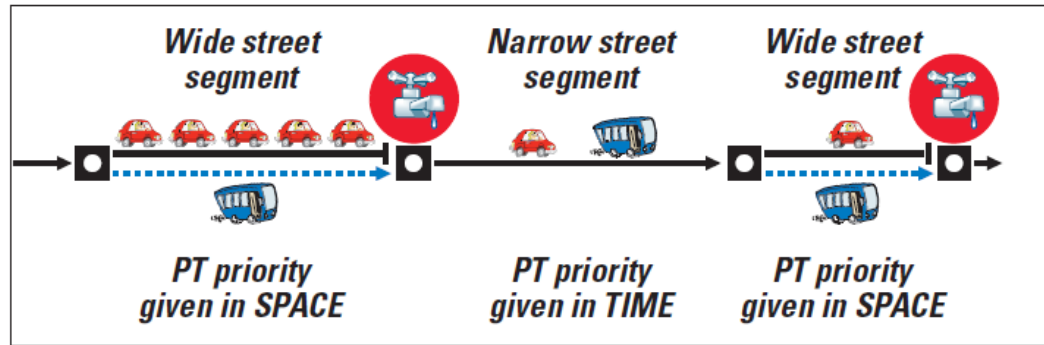 Wide street
segment
Narrow street
segment
Wide street
segment
PT priority
given in SPACE
PT priority
given in TIME
PT priority
given in SPACE